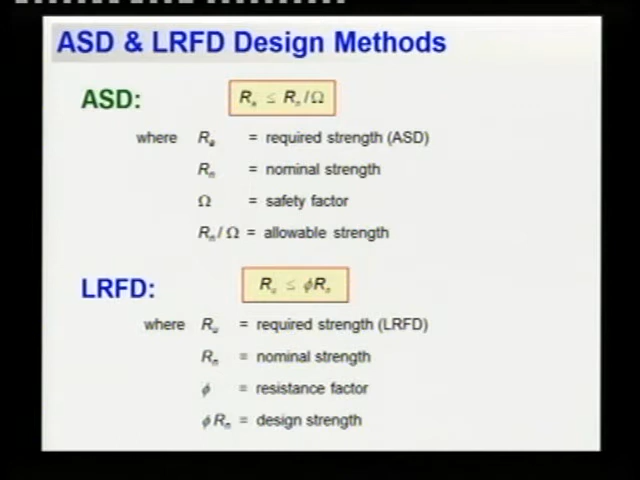 ASD & LRFD Design Methods
ASD:
Rₐ ≤ Rₙ/Ω
where Rₐ = required strength (ASD)
Rₙ = nominal strength
Ω = safety factor
Rₙ/Ω = allowable strength
LRFD:
Rᵤ ≤ ϕRₙ
where Rᵤ = required strength (LRFD)
Rₙ = nominal strength
ϕ = resistance factor
ϕRₙ = design strength